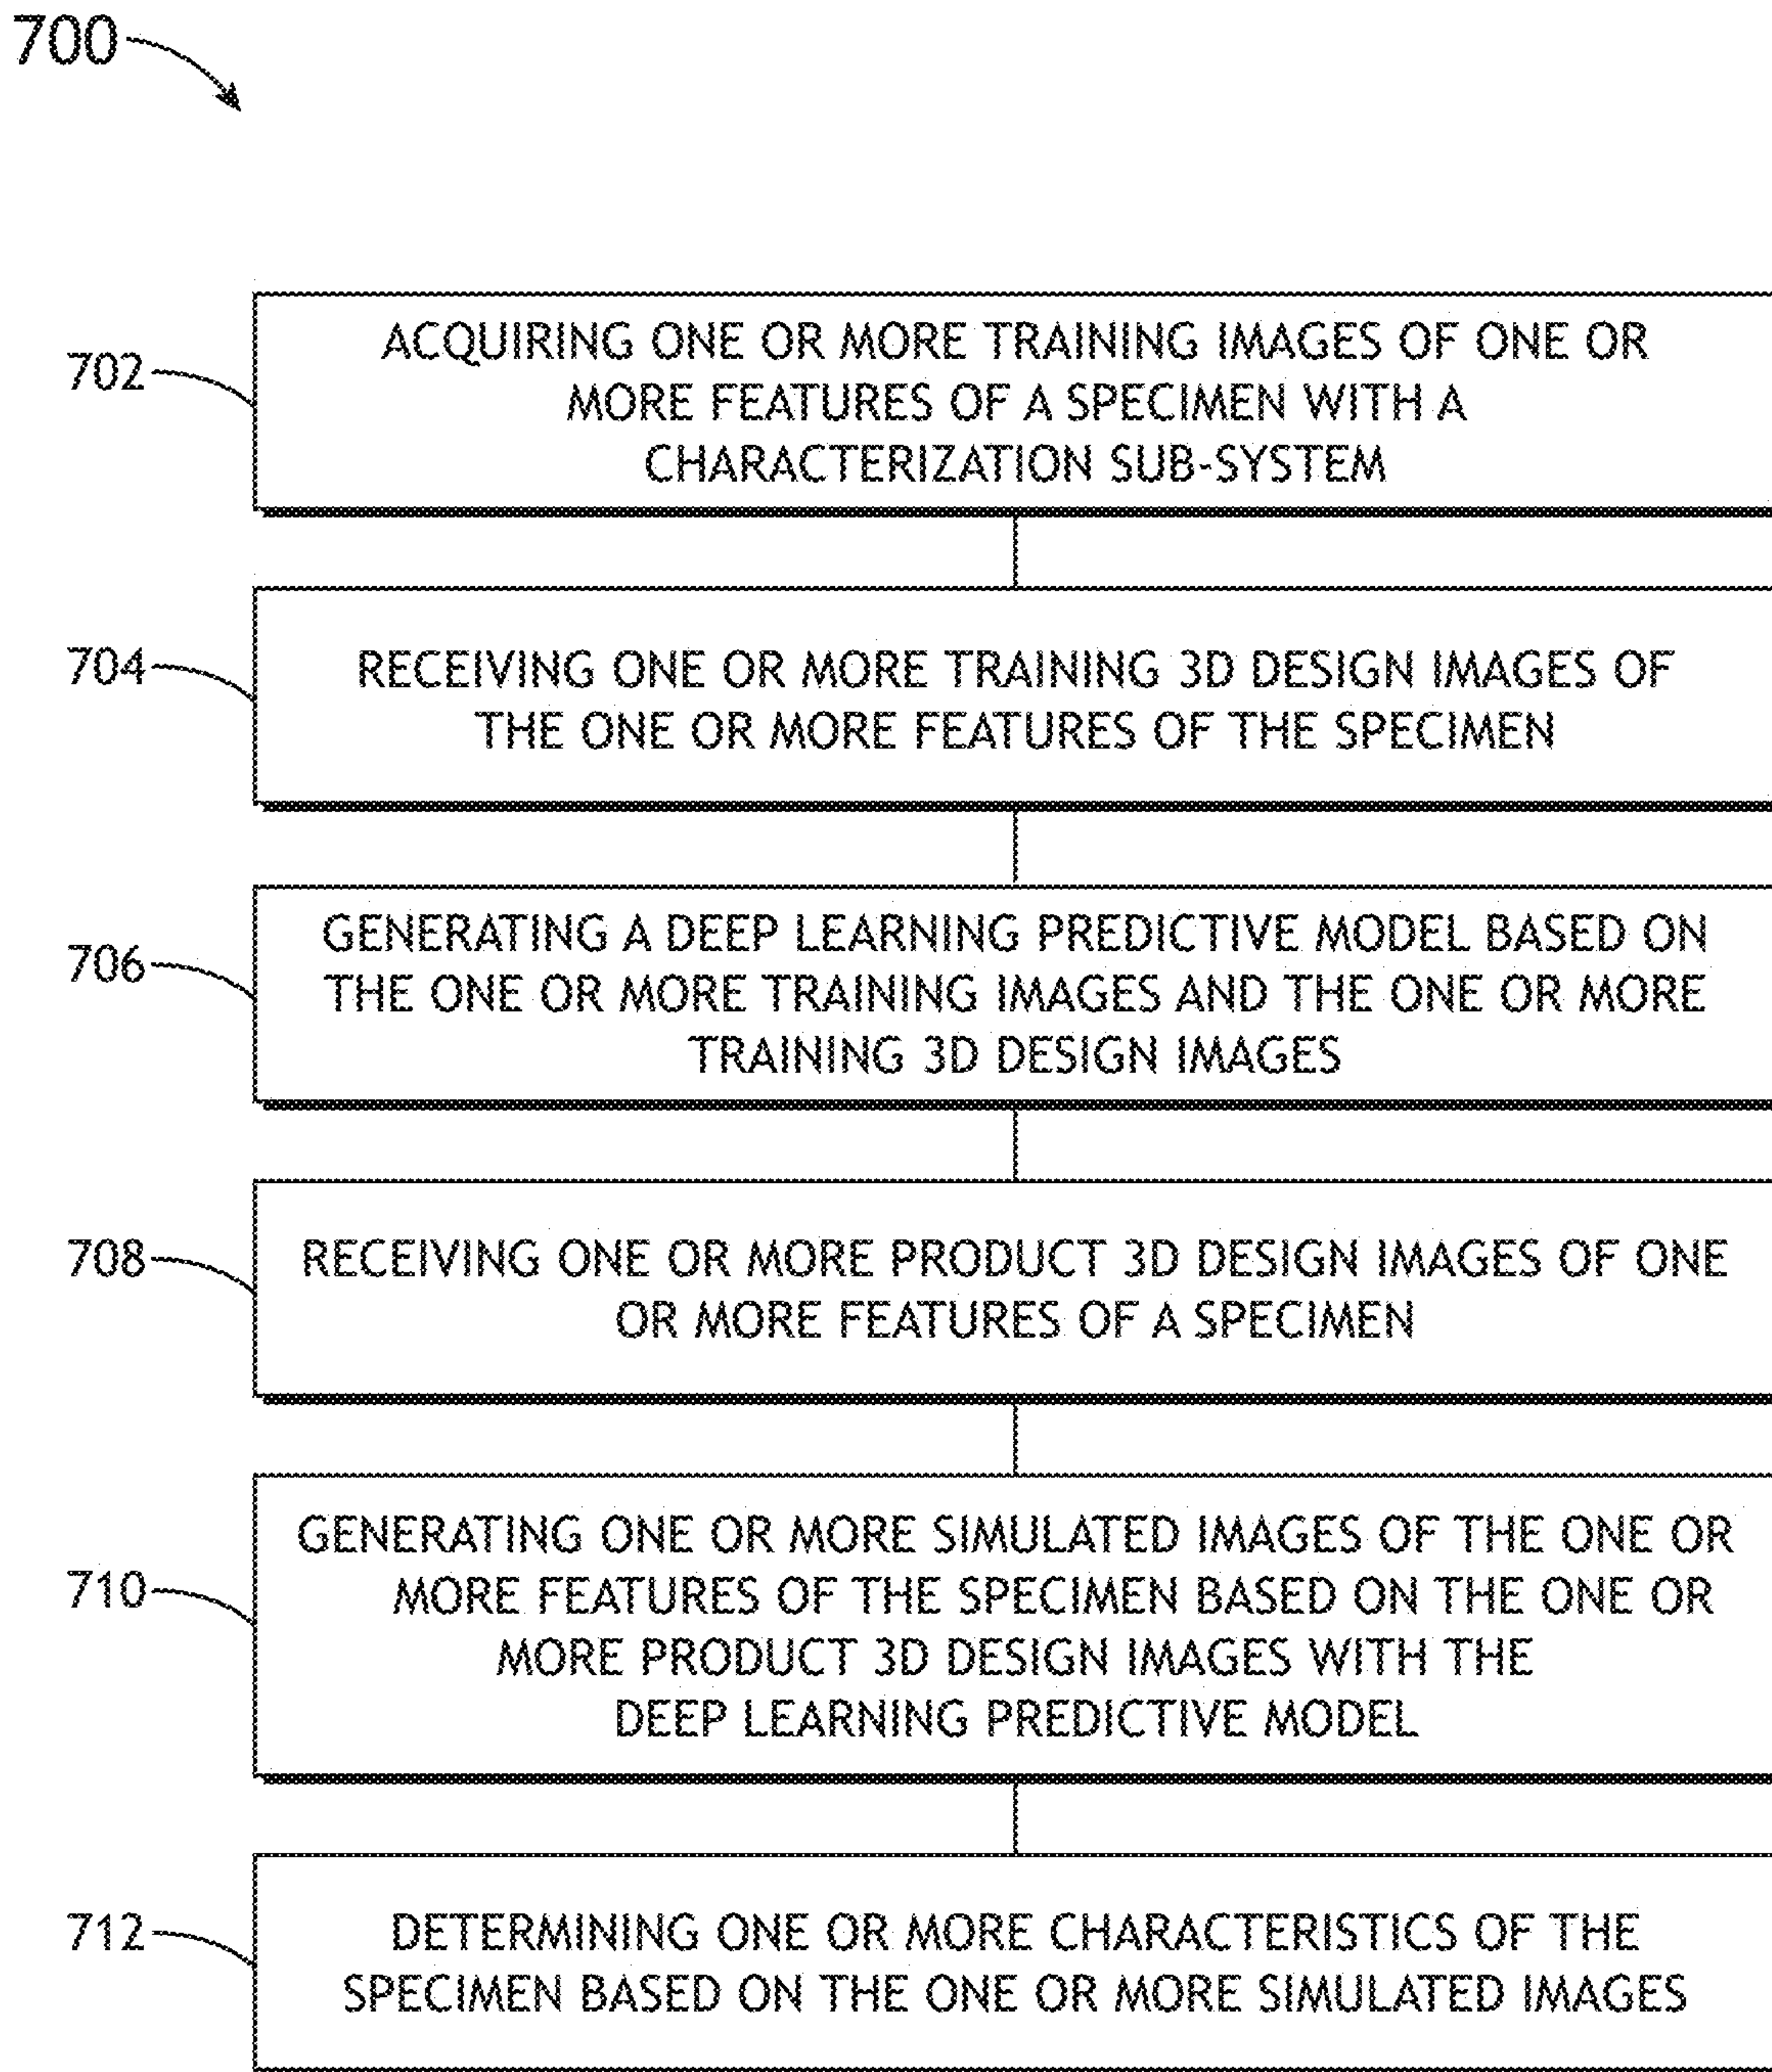 700
702
ACQUIRING ONE OR MORE TRAINING IMAGES OF ONE OR
MORE FEATURES OF A SPECIMEN WITH A
CHARACTERIZATION SUB-SYSTEM
704
RECEIVING ONE OR MORE TRAINING 3D DESIGN IMAGES OF
THE ONE OR MORE FEATURES OF THE SPECIMEN
706
GENERATING A DEEP LEARNING PREDICTIVE MODEL BASED ON
THE ONE OR MORE TRAINING IMAGES AND THE ONE OR MORE
TRAINING 3D DESIGN IMAGES
708
RECEIVING ONE OR MORE PRODUCT 3D DESIGN IMAGES OF ONE
OR MORE FEATURES OF A SPECIMEN
710
GENERATING ONE OR MORE SIMULATED IMAGES OF THE ONE OR
MORE FEATURES OF THE SPECIMEN BASED ON THE ONE OR
MORE PRODUCT 3D DESIGN IMAGES WITH THE
DEEP LEARNING PREDICTIVE MODEL
712
DETERMINING ONE OR MORE CHARACTERISTICS OF THE
SPECIMEN BASED ON THE ONE OR MORE SIMULATED IMAGES